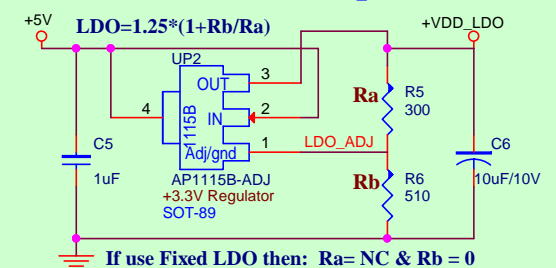 +5V
LDO=1.25*(1+Rb/Ra)
+VDD_LDO
UP2
OUT
3
4
1115B
IN
2
Adj/gnd
1
LDO_ADJ
Ra
R5
300
C5
1uF
AP1115B-ADJ
+3.3V Regulator
SOT-89
Rb
R6
510
C6
10uF/10V
If use Fixed LDO then: Ra= NC & Rb = 0